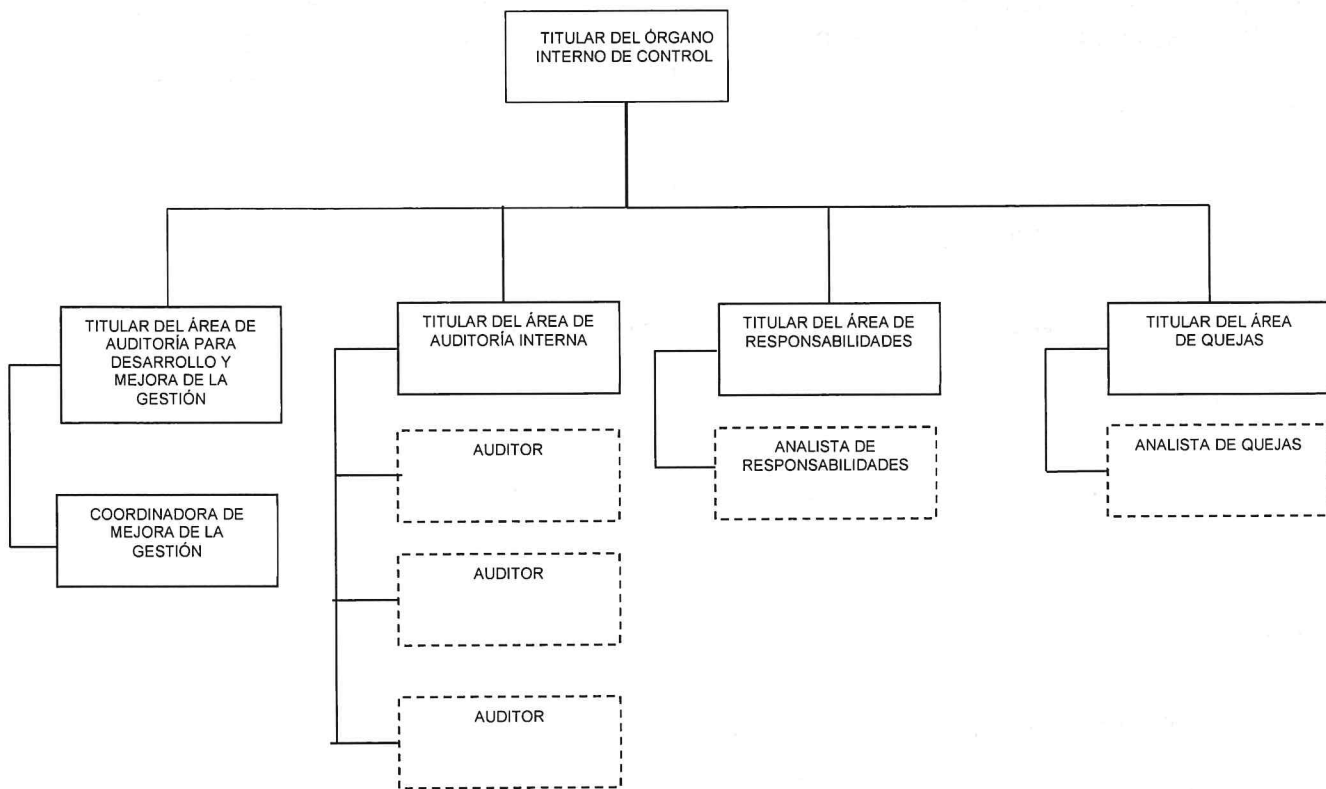 TITULAR DEL ÓRGANO
INTERNO DE CONTROL
TITULAR DEL ÁREA DE
AUDITORÍA PARA
DESARROLLO Y
MEJORA DE LA
GESTIÓN
COORDINADORA DE
MEJORA DE LA
GESTIÓN
TITULAR DEL ÁREA DE
AUDITORÍA INTERNA
AUDITOR
AUDITOR
AUDITOR
TITULAR DEL ÁREA DE
RESPONSABILIDADES
ANALISTA DE
RESPONSABILIDADES
TITULAR DEL ÁREA
DE QUEJAS
ANALISTA DE QUEJAS